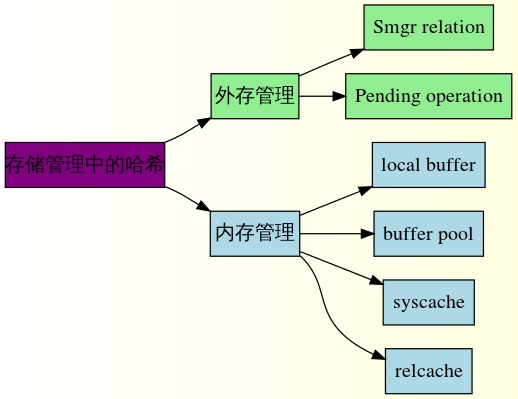 存储管理中的哈希
外存管理
Smgr relation
Pending operation
内存管理
local buffer
buffer pool
syscache
relcache